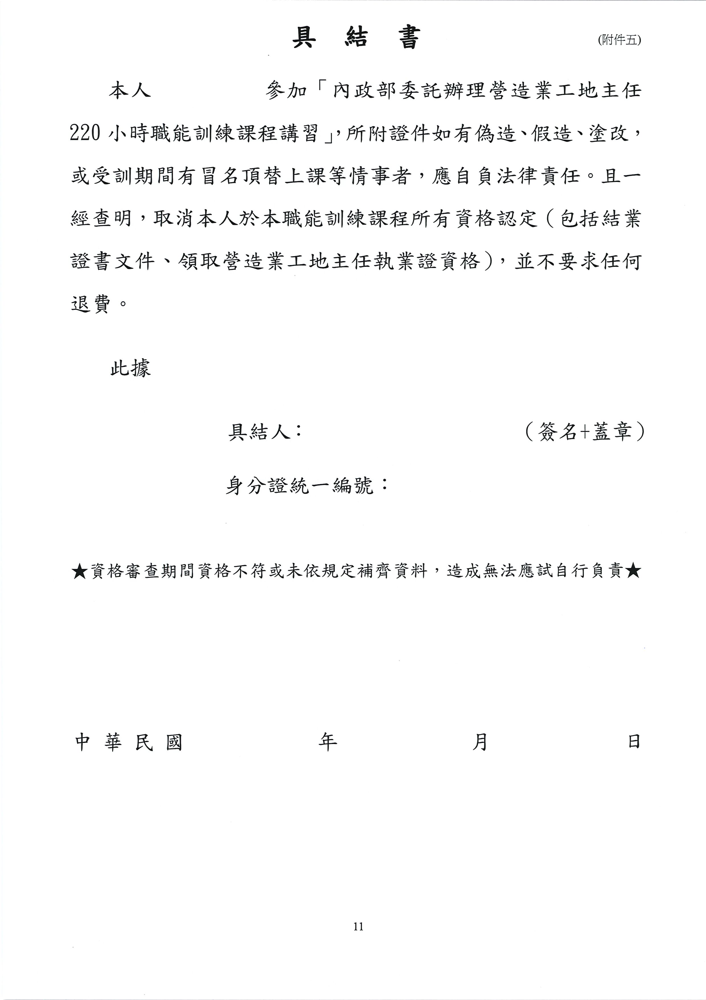 具結書
(附件五)
本人　　　　　參加「內政部委託辦理營造業工地主任
220 小時職能訓練課程講習」，所附證件如有偽造、假造、塗改，
或受訓期間有冒名頂替上課等情事者，應自負法律責任。且一
經查明，取消本人於本職能訓練課程所有資格認定（包括結業
證書文件、領取營造業工地主任執業證資格），並不要求任何
退費。
此據
具結人：　　　　　　　　　　（簽名+蓋章）
身分證統一編號：
★資格審查期間資格不符或未依規定補齊資料，造成無法應試自行負責★
中華民國　　　　　年　　　　　月　　　　　日
11